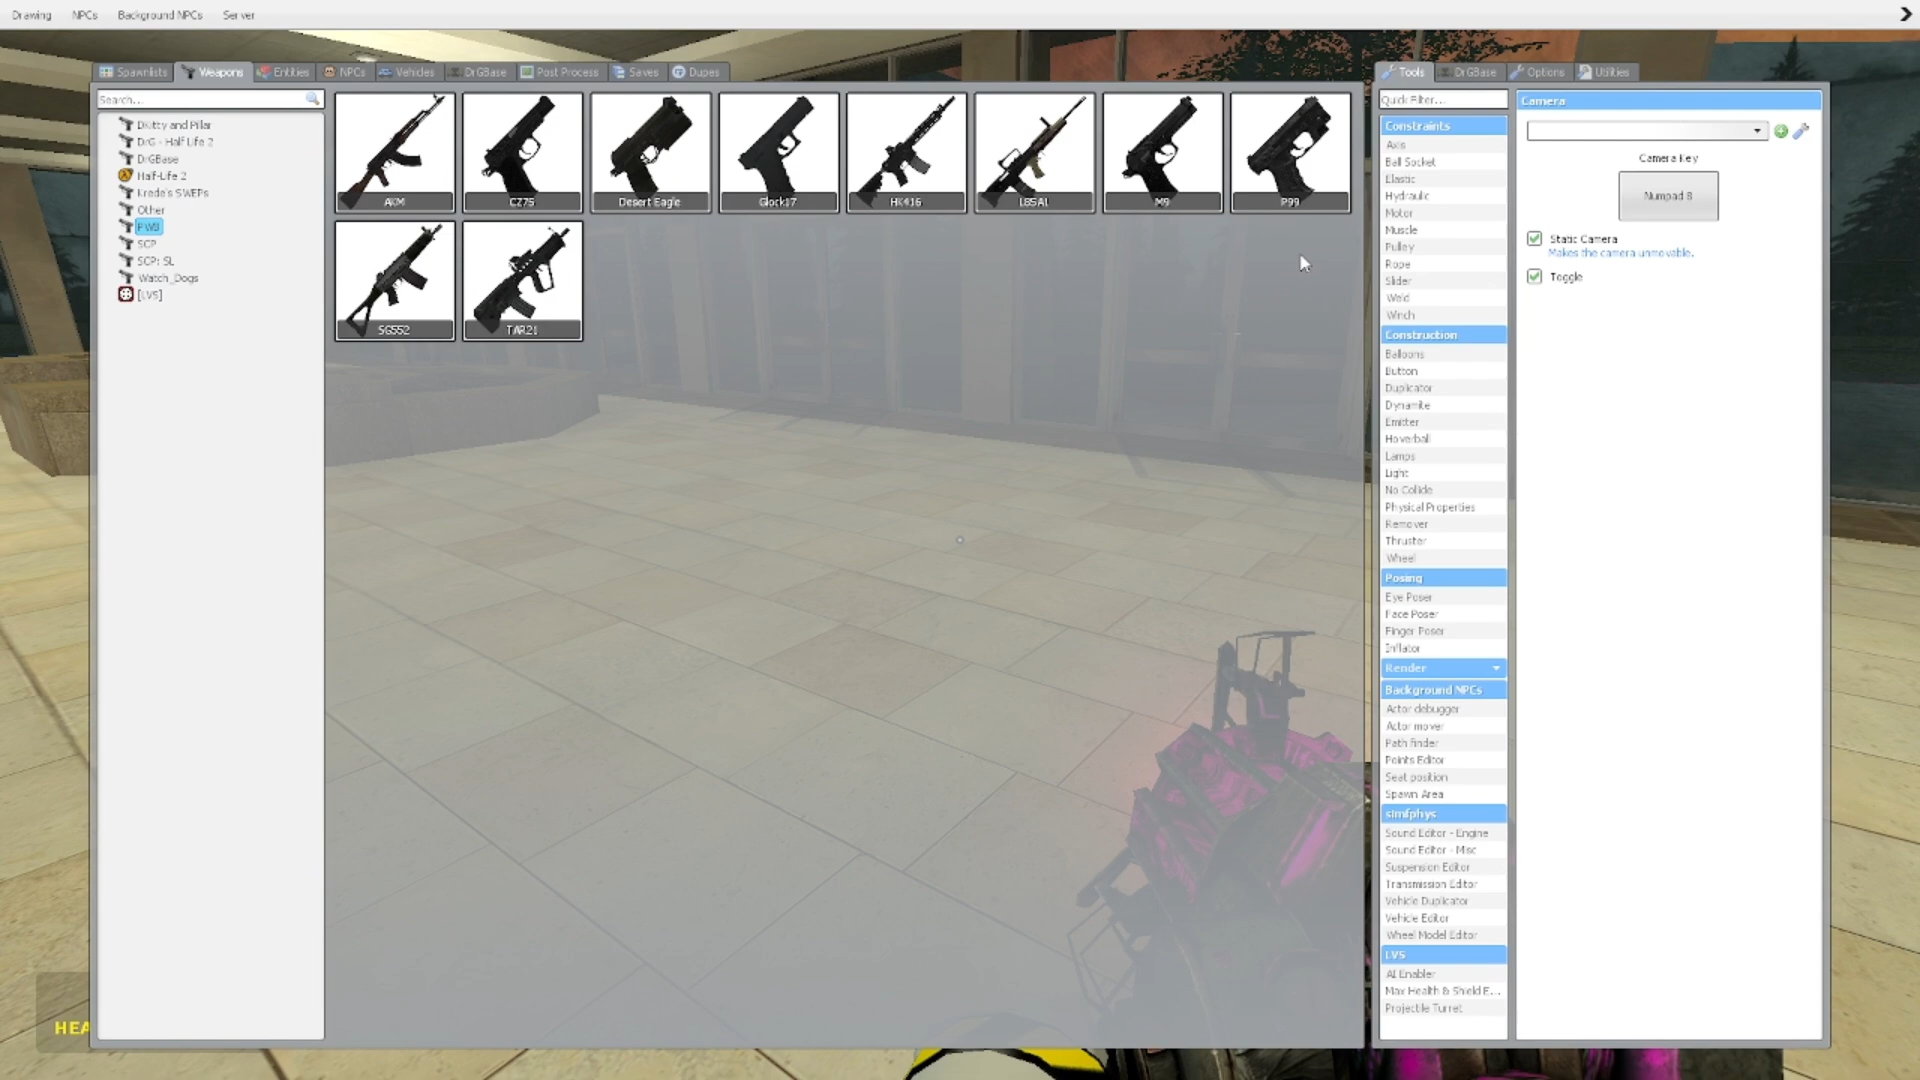 Drawing NPCs Background NPCs Server
Spawnlists Weapons Entities NPCs Vehicles DrGBase Post Process Saves Dupes
Search...
DKitty and Pillar
DrG - Half Life 2
DrGBase
Half-Life 2
Krede's SWEPs
Other
PWB
SCP
SCP: SL
Watch_Dogs
[LVS]
AKM CZ75 Desert Eagle Glock17 HK416 L85A1 M9 P99
SG552 TAR21
HEA
Tools DrGBase Options Utilities
Quick Filter...
Constraints
Axis
Ball Socket
Elastic
Hydraulic
Motor
Muscle
Pulley
Rope
Slider
Weld
Winch
Construction
Balloons
Button
Duplicator
Dynamite
Emitter
Hoverball
Lamps
Light
No Collide
Physical Properties
Remover
Thruster
Wheel
Posing
Eye Poser
Face Poser
Finger Poser
Inflator
Render
Background NPCs
Actor debugger
Actor mover
Path finder
Points Editor
Seat position
Spawn Area
simfphys
Sound Editor - Engine
Sound Editor - Misc
Suspension Editor
Transmission Editor
Vehicle Duplicator
Vehicle Editor
Wheel Model Editor
LVS
AI Enabler
Max Health & Shield E...
Projectile Turret
Camera
Camera Key
Numpad 8
Static Camera
Makes the camera unmovable.
Toggle